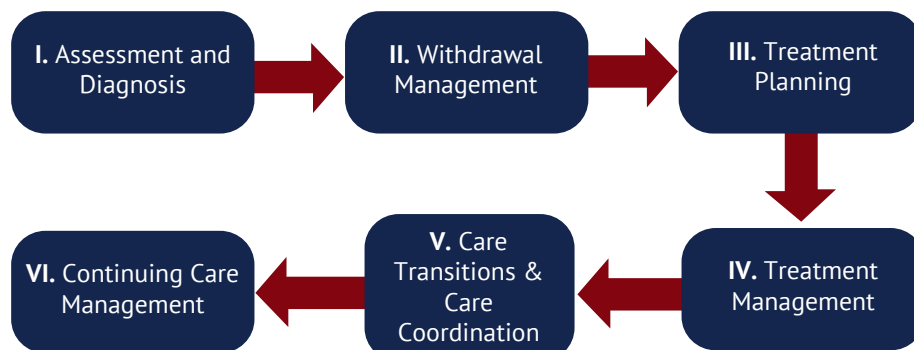 I. Assessment and
Diagnosis
II. Withdrawal
Management
III. Treatment
Planning
IV. Treatment
Management
V. Care
Transitions &
Care
Coordination
VI. Continuing Care
Management